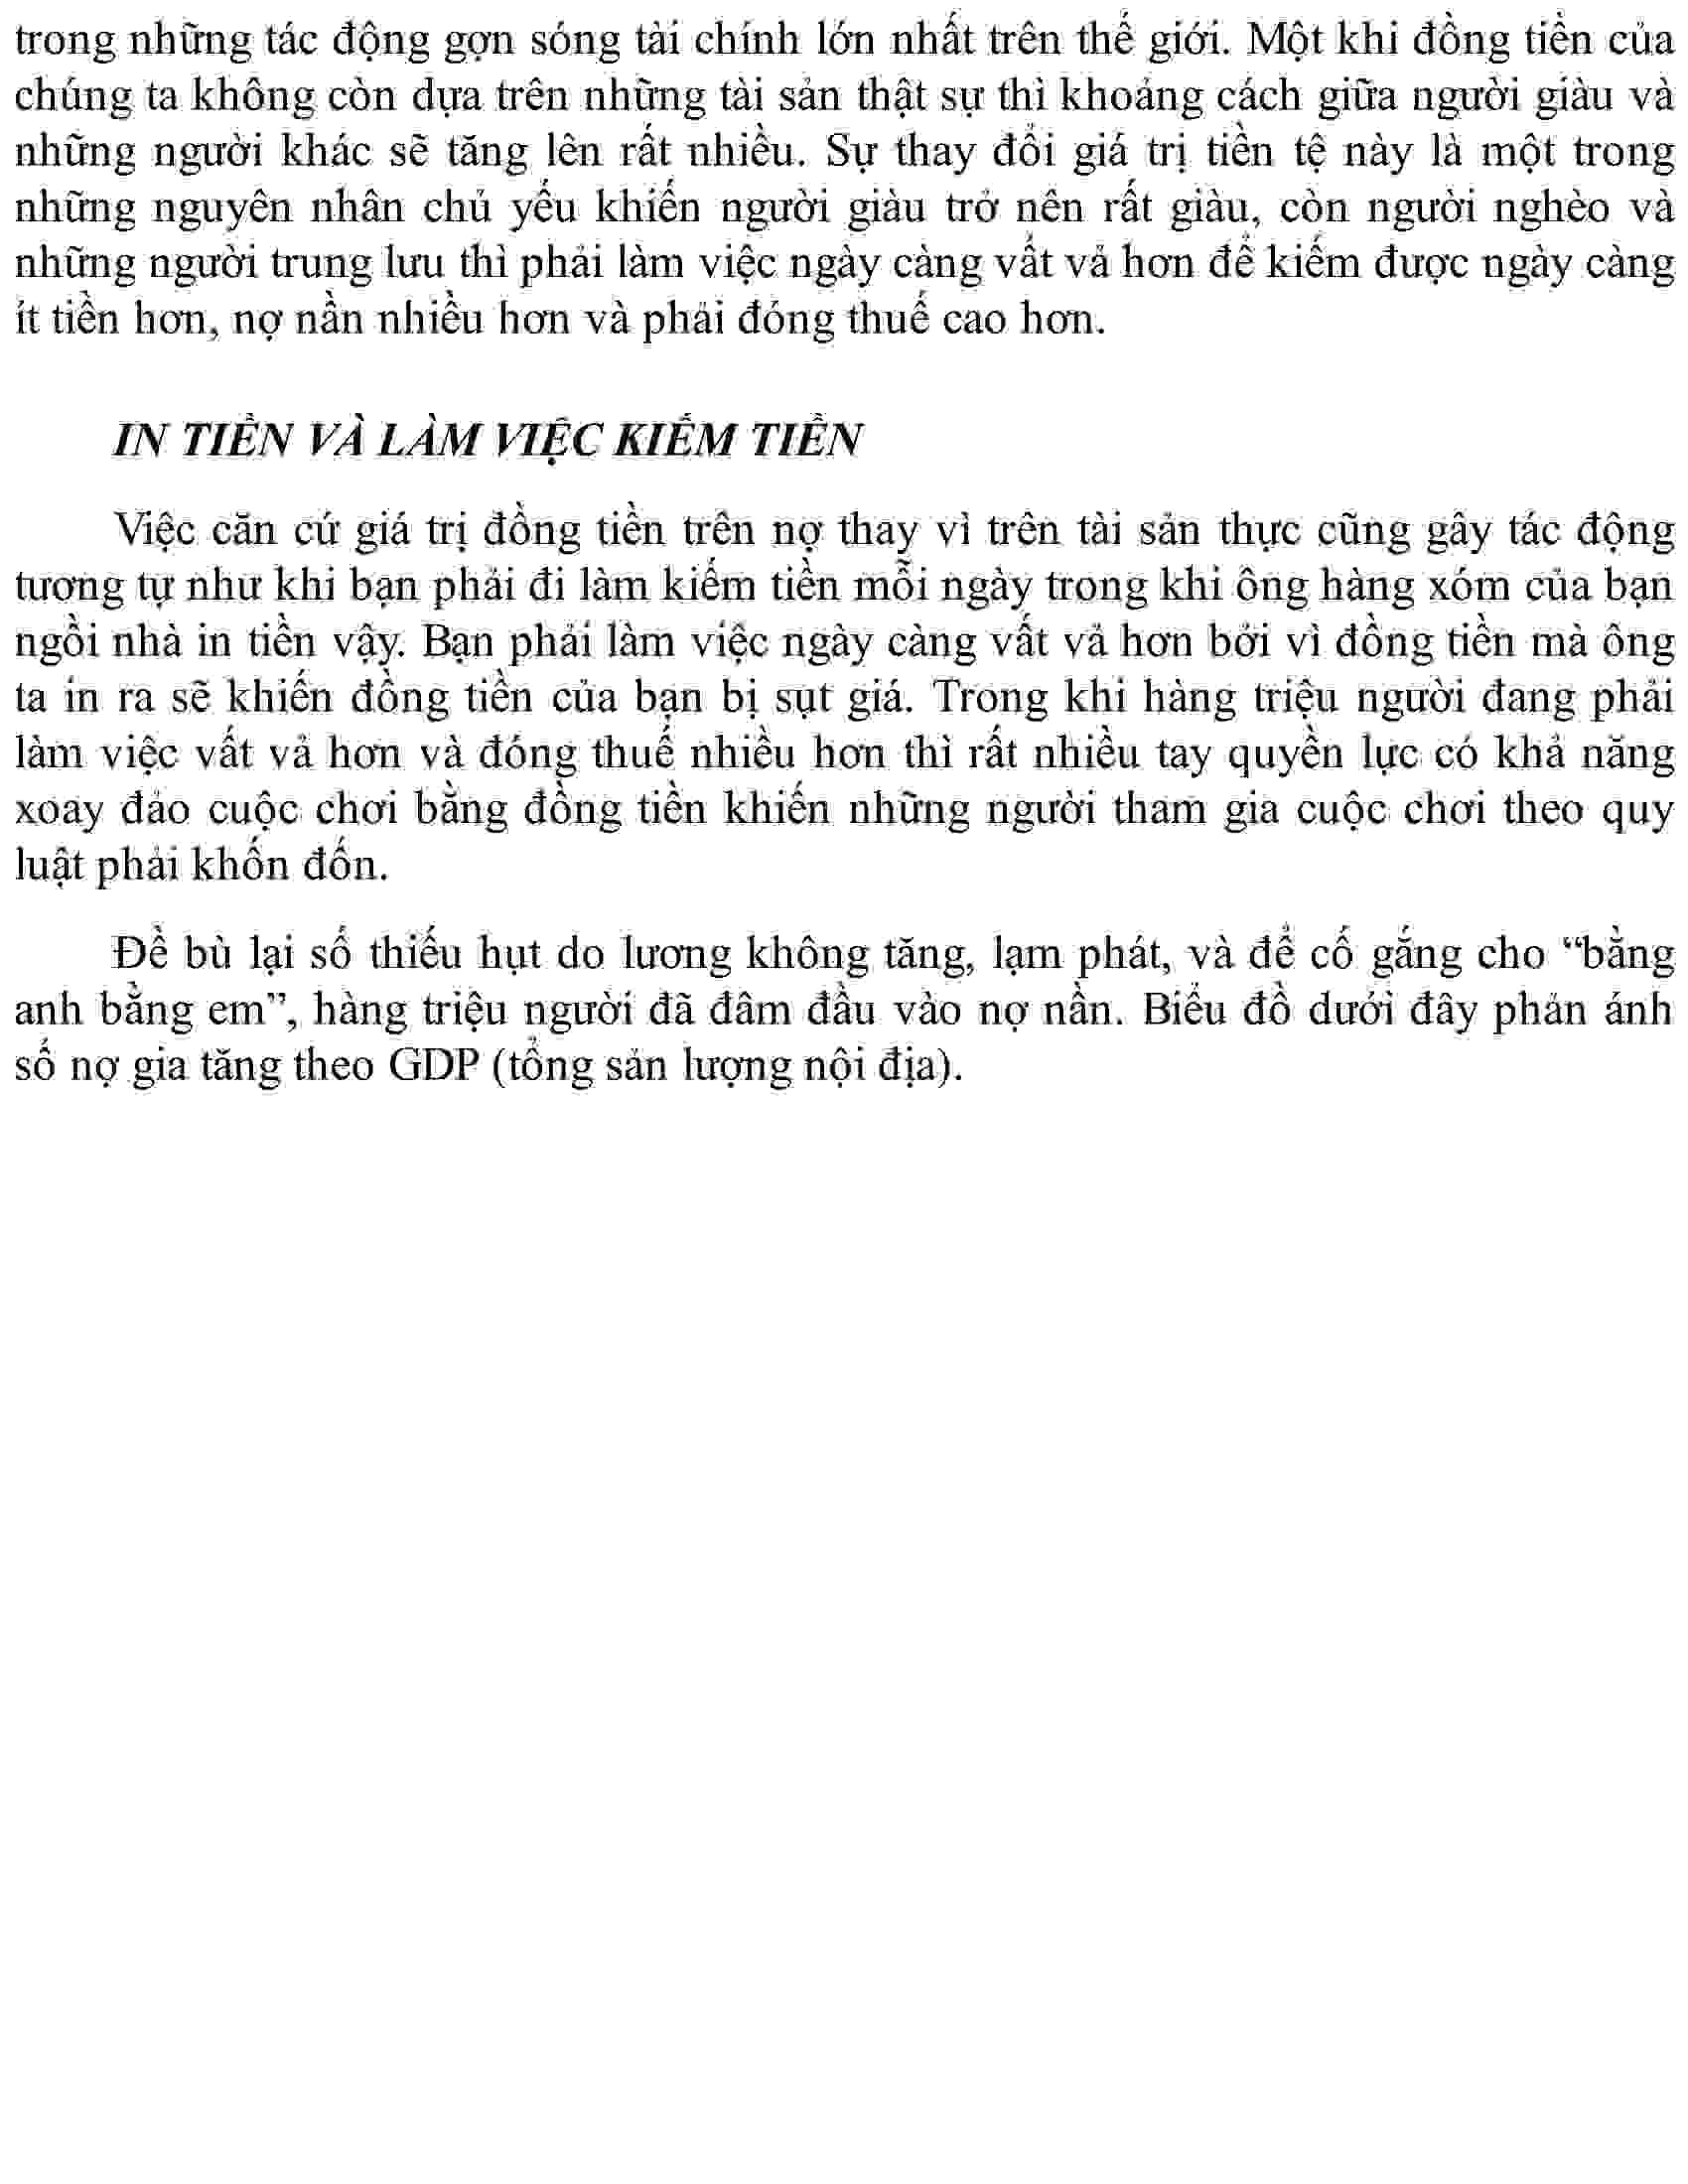 trong những tác động gợn sóng tài chính lớn nhất trên thế giới. Một khi đồng tiền của
chúng ta không còn dựa trên những tài sản thật sự thì khoảng cách giữa người giàu và
những người khác sẽ tăng lên rất nhiều. Sự thay đổi giá trị tiền tệ này là một trong
những nguyên nhân chủ yếu khiến người giàu trở nên rất giàu, còn người nghèo và
những người trung lưu thì phải làm việc ngày càng vất vả hơn để kiếm được ngày càng
ít tiền hơn, nợ nần nhiều hơn và phải đóng thuế cao hơn.
IN TIỀN VÀ LÀM VIỆC KIẾM TIỀN
Việc căn cứ giá trị đồng tiền trên nợ thay vì trên tài sản thực cũng gây tác động
tương tự như khi bạn phải đi làm kiếm tiền mỗi ngày trong khi ông hàng xóm của bạn
ngồi nhà in tiền vậy. Bạn phải làm việc ngày càng vất vả hơn bởi vì đồng tiền mà ông
ta in ra sẽ khiến đồng tiền của bạn bị sụt giá. Trong khi hàng triệu người đang phải
làm việc vất vả hơn và đóng thuế nhiều hơn thì rất nhiều tay quyền lực có khả năng
xoay đảo cuộc chơi bằng đồng tiền khiến những người tham gia cuộc chơi theo quy
luật phải khốn đốn.
Để bù lại số thiếu hụt do lương không tăng, lạm phát, và để cố gắng cho “bằng
anh bằng em”, hàng triệu người đã đâm đầu vào nợ nần. Biểu đồ dưới đây phản ánh
số nợ gia tăng theo GDP (tổng sản lượng nội địa).